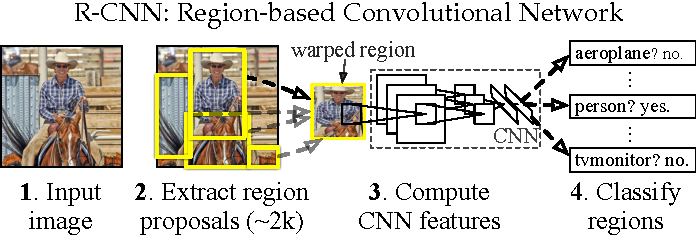 R-CNN: Region-based Convolutional Network
warped region
aeroplane? no.
⋮
person? yes.
⋮
tvmonitor? no.
CNN
1. Input
image
2. Extract region
proposals (~2k)
3. Compute
CNN features
4. Classify
regions